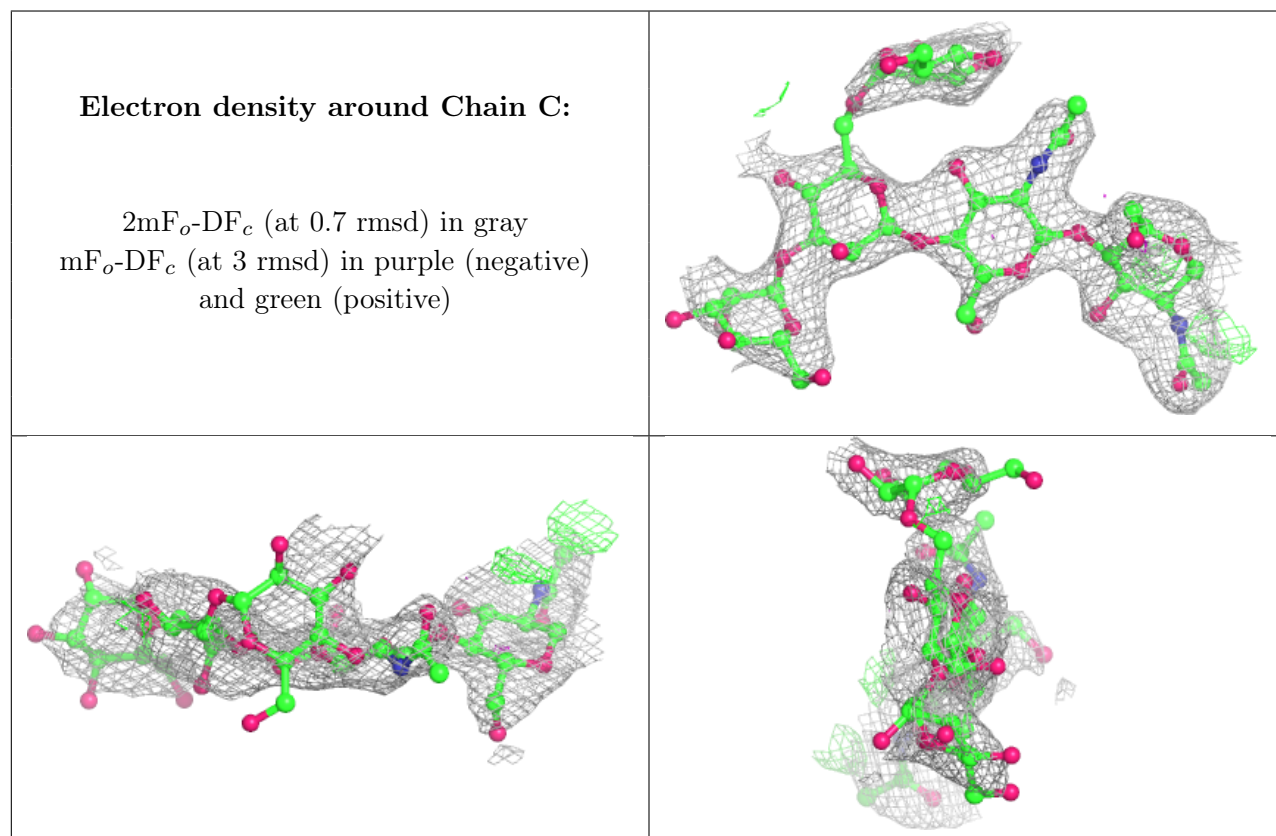 Electron density around Chain C:
2mFₒ-DF𝒸 (at 0.7 rmsd) in gray
mFₒ-DF𝒸 (at 3 rmsd) in purple (negative)
and green (positive)